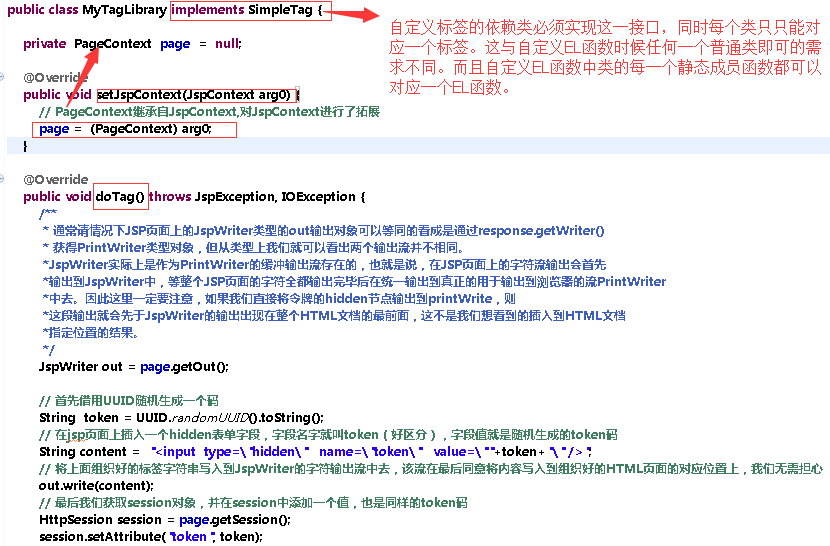 public class MyTagLibrary implements SimpleTag {
自定义标签的依赖类必须实现这一接口，同时每个类只只能对
应一个标签。这与自定义EL函数时候任何一个普通类即可的需
求不同。而且自定义EL函数中类的每一个静态成员函数都可以
对应一个EL函数。
private PageContext page = null;
@Override
public void setJspContext(JspContext arg0) {
// PageContext继承自JspContext,对JspContext进行了拓展
page = (PageContext) arg0;
}
@Override
public void doTag() throws JspException, IOException {
/**
* 通常请情况下JSP页面上的JspWriter类型的out输出对象可以等同的看成是通过response.getWriter()
* 获得PrintWriter类型对象，但从类型上我们就可以看出两个输出流并不相同。
*JspWriter实际上是作为PrintWriter的缓冲输出流存在的，也就是说，在JSP页面上的字符流输出会首先
*输出到JspWriter中，等整个JSP页面的字符全都输出完毕后在统一输出到真正的用于输出到浏览器的流PrintWriter
*中去。因此这里一定要注意，如果我们直接将令牌的hidden节点输出到printWrite，则
*这段输出就会先于JspWriter的输出出现在整个HTML文档的最前面，这不是我们想看到的插入到HTML文档
*指定位置的结果。
*/
JspWriter out = page.getOut();
// 首先借用UUID随机生成一个码
String token = UUID.randomUUID().toString();
// 在jsp页面上插入一个hidden表单字段，字段名字就叫token（好区分），字段值就是随机生成的token码
String content = "<input type=\"hidden\" name=\"token\" value=\""+token+ "\"/>";
// 将上面组织好的标签字符串写入到JspWriter的字符输出流中去，该流在最后同意将内容写入到组织好的HTML页面的对应位置上，我们无需担心
out.write(content);
// 最后我们获取session对象，并在session中添加一个值，也是同样的token码
HttpSession session = page.getSession();
session.setAttribute("token", token);